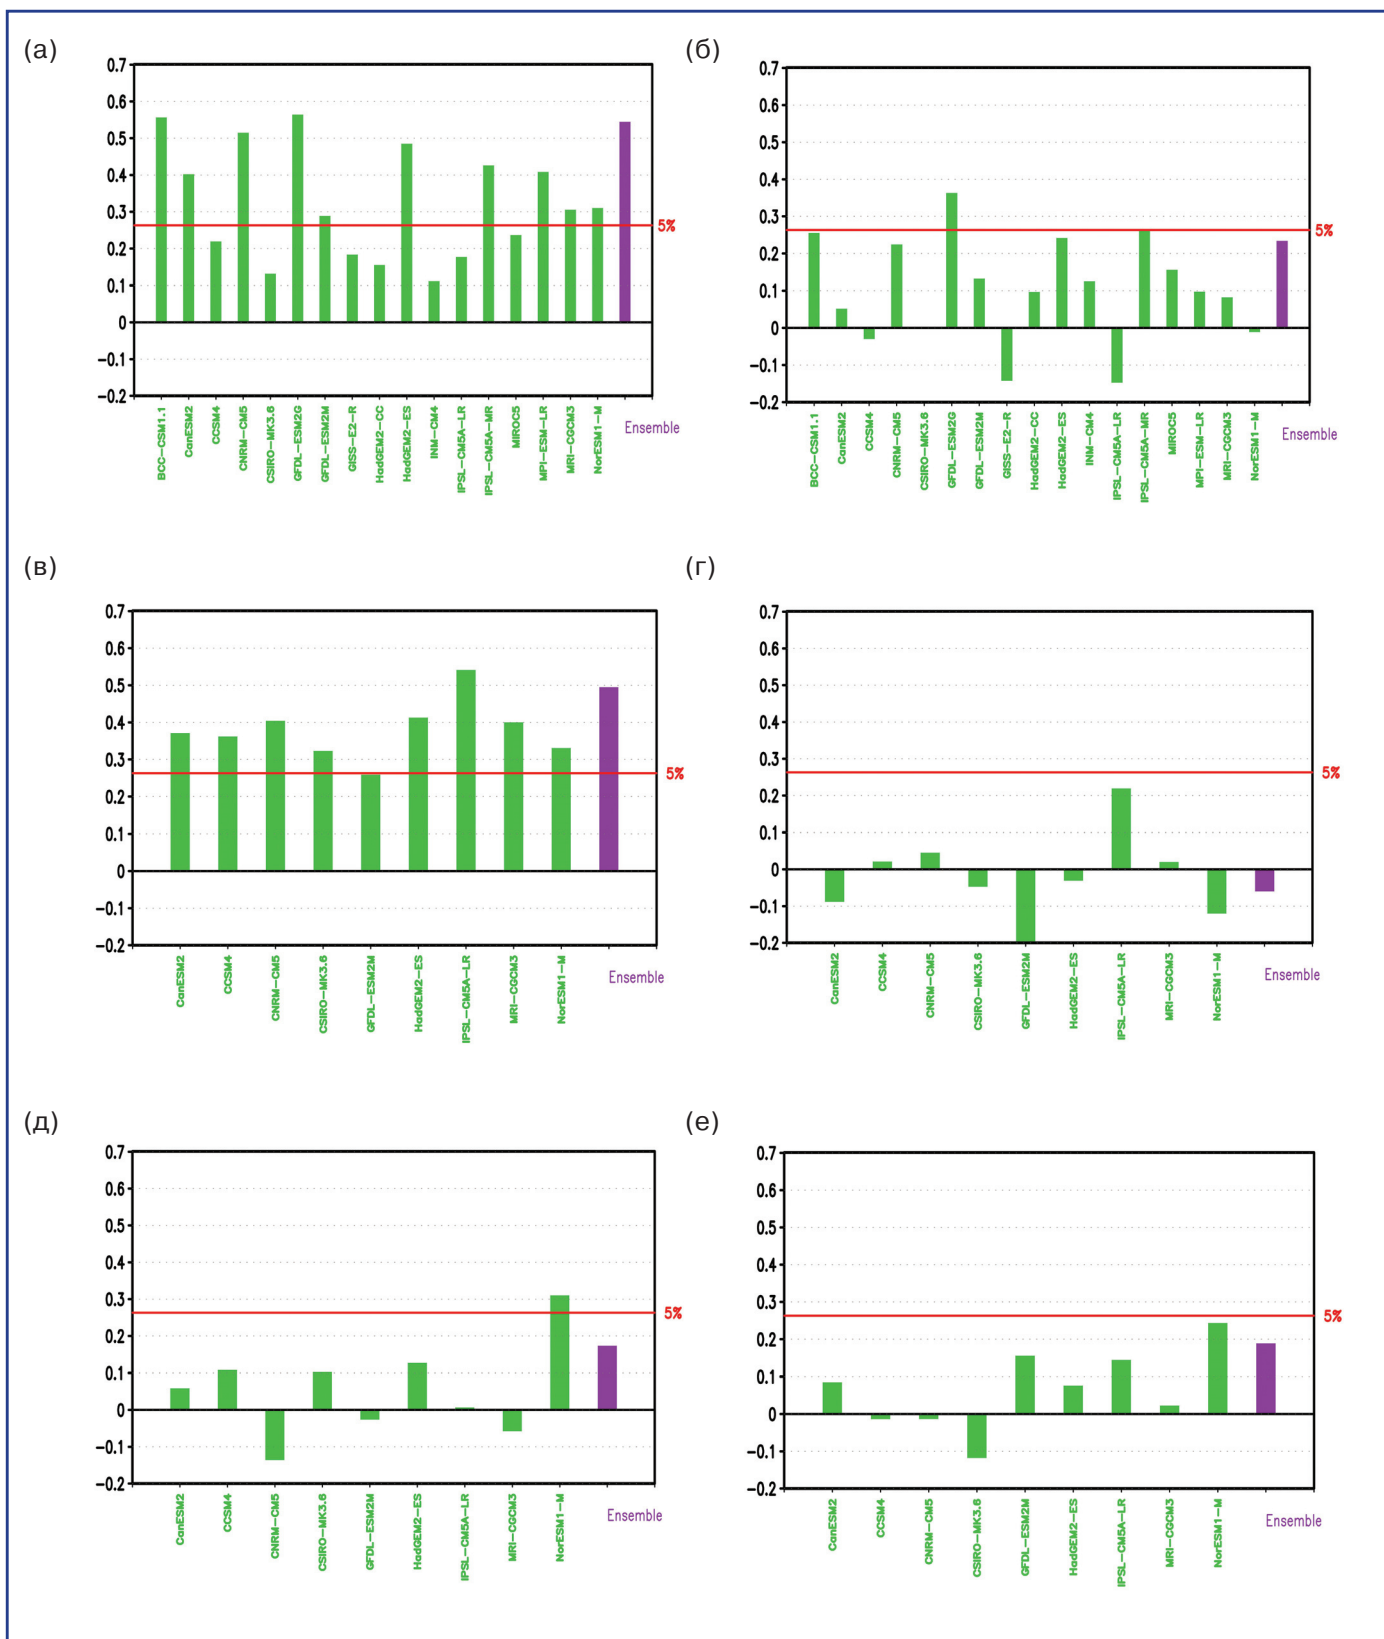 (а)
0.7
0.6
0.5
0.4
0.3
0.2
0.1
0
−0.1
−0.2
5%
BCC−CSM1.1
CanESM2
CCSM4
CNRM−CM5
CSIRO−MK3.6
GFDL−ESM2G
GFDL−ESM2M
GISS−E2−R
HadGEM2−CC
HadGEM2−ES
INM−CM4
IPSL−CM5A−LR
IPSL−CM5A−MR
MIROC5
MPI−ESM−LR
MRI−CGCM3
NorESM1−M
Ensemble
(б)
0.7
0.6
0.5
0.4
0.3
0.2
0.1
0
−0.1
−0.2
5%
BCC−CSM1.1
CanESM2
CCSM4
CNRM−CM5
CSIRO−MK3.6
GFDL−ESM2G
GFDL−ESM2M
GISS−E2−R
HadGEM2−CC
HadGEM2−ES
INM−CM4
IPSL−CM5A−LR
IPSL−CM5A−MR
MIROC5
MPI−ESM−LR
MRI−CGCM3
NorESM1−M
Ensemble
(в)
0.7
0.6
0.5
0.4
0.3
0.2
0.1
0
−0.1
−0.2
5%
CanESM2
CCSM4
CNRM−CM5
CSIRO−MK3.6
GFDL−ESM2M
HadGEM2−ES
IPSL−CM5A−LR
MRI−CGCM3
NorESM1−M
Ensemble
(г)
0.7
0.6
0.5
0.4
0.3
0.2
0.1
0
−0.1
−0.2
5%
CanESM2
CCSM4
CNRM−CM5
CSIRO−MK3.6
GFDL−ESM2M
HadGEM2−ES
IPSL−CM5A−LR
MRI−CGCM3
NorESM1−M
Ensemble
(д)
0.7
0.6
0.5
0.4
0.3
0.2
0.1
0
−0.1
−0.2
5%
CanESM2
CCSM4
CNRM−CM5
CSIRO−MK3.6
GFDL−ESM2M
HadGEM2−ES
IPSL−CM5A−LR
MRI−CGCM3
NorESM1−M
Ensemble
(е)
0.7
0.6
0.5
0.4
0.3
0.2
0.1
0
−0.1
−0.2
5%
CanESM2
CCSM4
CNRM−CM5
CSIRO−MK3.6
GFDL−ESM2M
HadGEM2−ES
IPSL−CM5A−LR
MRI−CGCM3
NorESM1−M
Ensemble